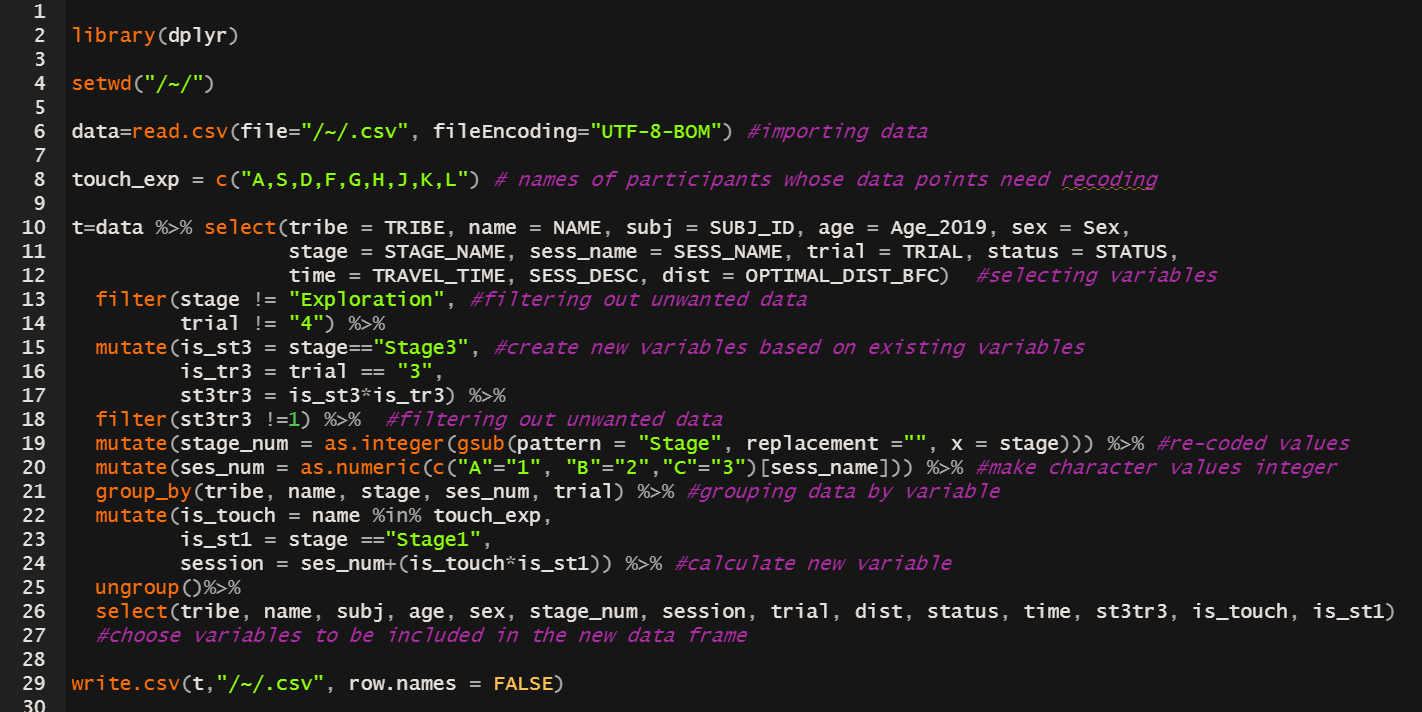 1
2 library(dplyr)
3
4 setwd("/~/")
5
6 data=read.csv(file="/~/.csv", fileEncoding="UTF-8-BOM") #importing data
7
8 touch_exp = c("A,S,D,F,G,H,J,K,L") # names of participants whose data points need recoding
9
10 t=data %>% select(tribe = TRIBE, name = NAME, subj = SUBJ_ID, age = Age_2019, sex = Sex,
11 stage = STAGE_NAME, sess_name = SESS_NAME, trial = TRIAL, status = STATUS,
12 time = TRAVEL_TIME, SESS_DESC, dist = OPTIMAL_DIST_BFC) #selecting variables
13 filter(stage != "Exploration", #filtering out unwanted data
14 trial != "4") %>%
15 mutate(is_st3 = stage=="Stage3", #create new variables based on existing variables
16 is_tr3 = trial == "3",
17 st3tr3 = is_st3*is_tr3) %>%
18 filter(st3tr3 !=1) %>% #filtering out unwanted data
19 mutate(stage_num = as.integer(gsub(pattern = "Stage", replacement ="", x = stage))) %>% #re-coded values
20 mutate(ses_num = as.numeric(c("A"="1", "B"="2","C"="3")[sess_name])) %>% #make character values integer
21 group_by(tribe, name, stage, ses_num, trial) %>% #grouping data by variable
22 mutate(is_touch = name %in% touch_exp,
23 is_st1 = stage =="Stage1",
24 session = ses_num+(is_touch*is_st1)) %>% #calculate new variable
25 ungroup()%>%
26 select(tribe, name, subj, age, sex, stage_num, session, trial, dist, status, time, st3tr3, is_touch, is_st1)
27 #choose variables to be included in the new data frame
28
29 write.csv(t,"/~/.csv", row.names = FALSE)
30